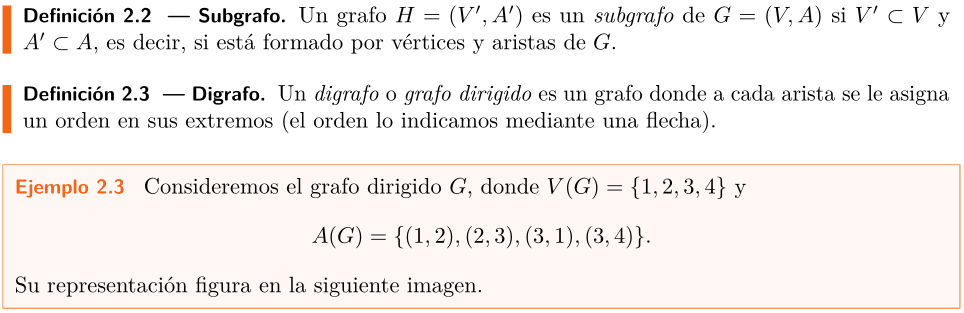 Definición 2.2 — Subgrafo. Un grafo H = (V′, A′) es un subgrafo de G = (V, A) si V′ ⊂ V y
A′ ⊂ A, es decir, si está formado por vértices y aristas de G.
Definición 2.3 — Digrafo. Un digrafo o grafo dirigido es un grafo donde a cada arista se le asigna
un orden en sus extremos (el orden lo indicamos mediante una flecha).
Ejemplo 2.3 Consideremos el grafo dirigido G, donde V(G) = {1, 2, 3, 4} y
A(G) = {(1, 2), (2, 3), (3, 1), (3, 4)}.
Su representación figura en la siguiente imagen.